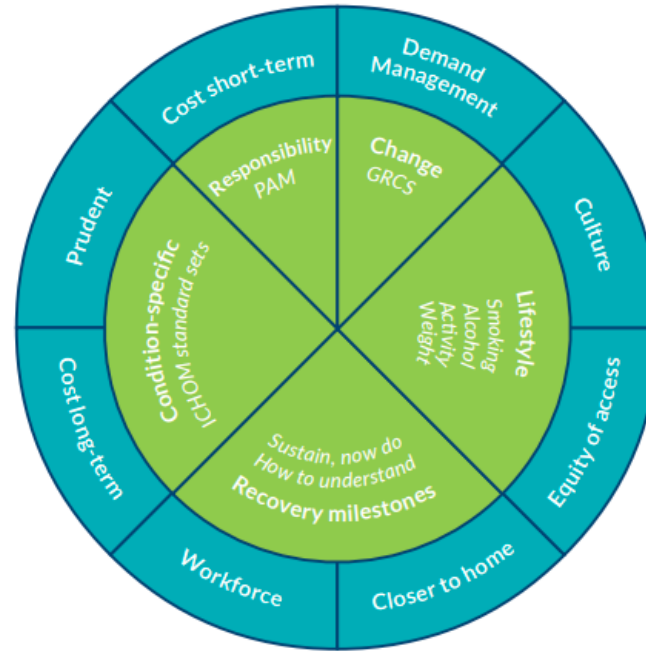 Cost short-term
Demand
Management
Culture
Equity of access
Closer to home
Workforce
Cost long-term
Prudent
Responsibility
PAM
Change
GRCS
Lifestyle
Smoking
Alcohol
Activity
Weight
Sustain, now do
How to understand
Recovery milestones
Condition-specific
ICHOM standard sets